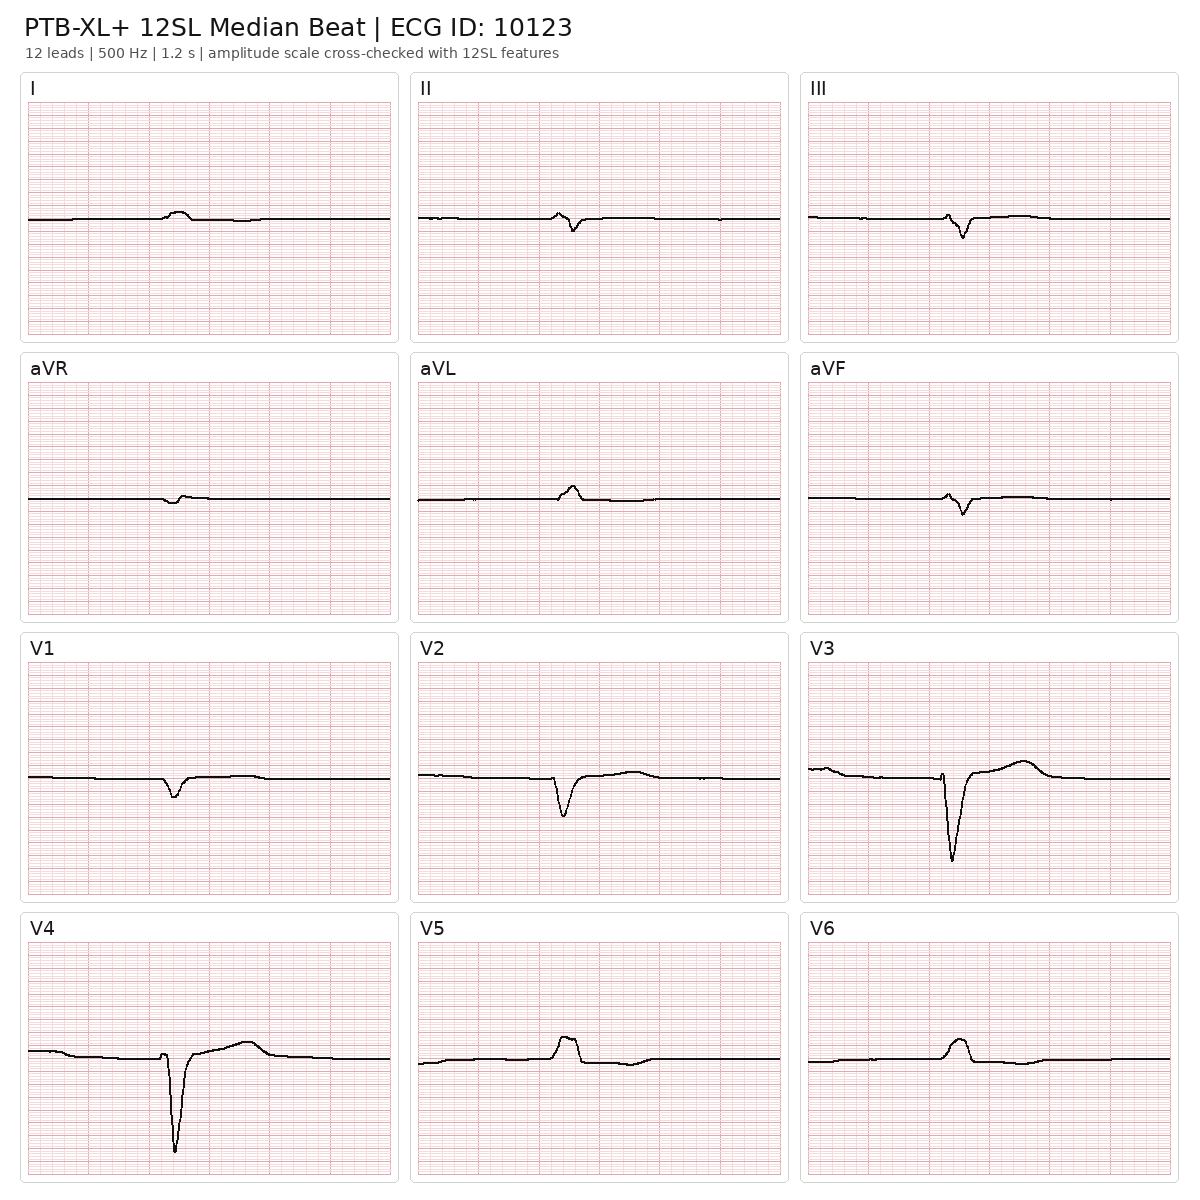 PTB-XL+ 12SL Median Beat | ECG ID: 10123
12 leads | 500 Hz | 1.2 s | amplitude scale cross-checked with 12SL features
I
II
III
aVR
aVL
aVF
V1
V2
V3
V4
V5
V6